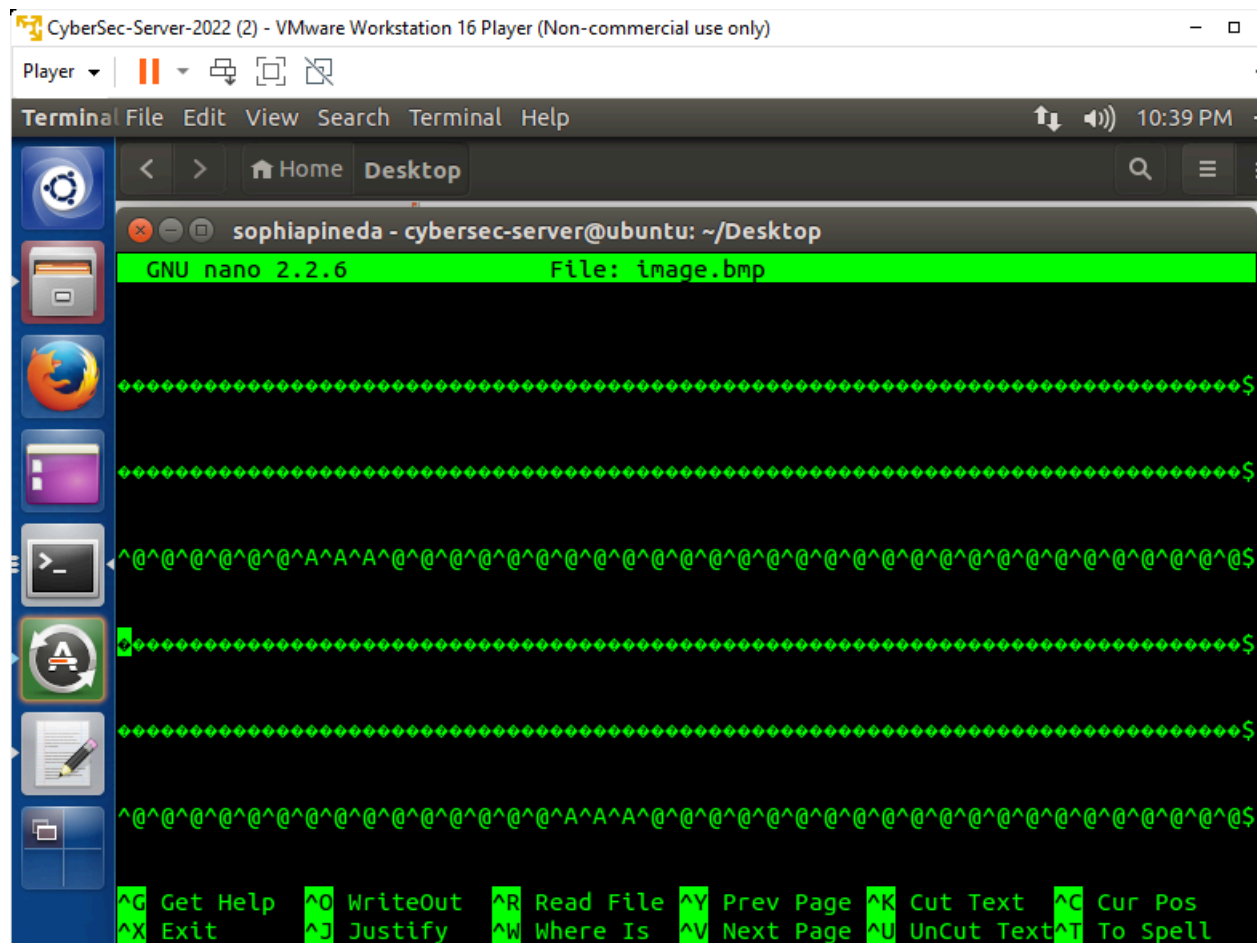 CyberSec-Server-2022 (2) - VMware Workstation 16 Player (Non-commercial use only)
Player
Terminal File Edit View Search Terminal Help 10:39 PM
Home Desktop
sophiapineda - cybersec-server@ubuntu: ~/Desktop
GNU nano 2.2.6 File: image.bmp
������������������������������������������������������������������������������$
������������������������������������������������������������������������������$
^@^@^@^@^@^@^A^A^A^@^@^@^@^@^@^@^@^@^@^@^@^@^@^@^@^@^@^@^@^@^@^@^@^@^@^@^@^@^@$
������������������������������������������������������������������������������$
������������������������������������������������������������������������������$
^@^@^@^@^@^@^@^@^@^@^@^@^@^@^@^A^A^A^@^@^@^@^@^@^@^@^@^@^@^@^@^@^@^@^@^@^@^@^@$
^G Get Help ^O WriteOut ^R Read File ^Y Prev Page ^K Cut Text ^C Cur Pos
^X Exit ^J Justify ^W Where Is ^V Next Page ^U UnCut Text ^T To Spell